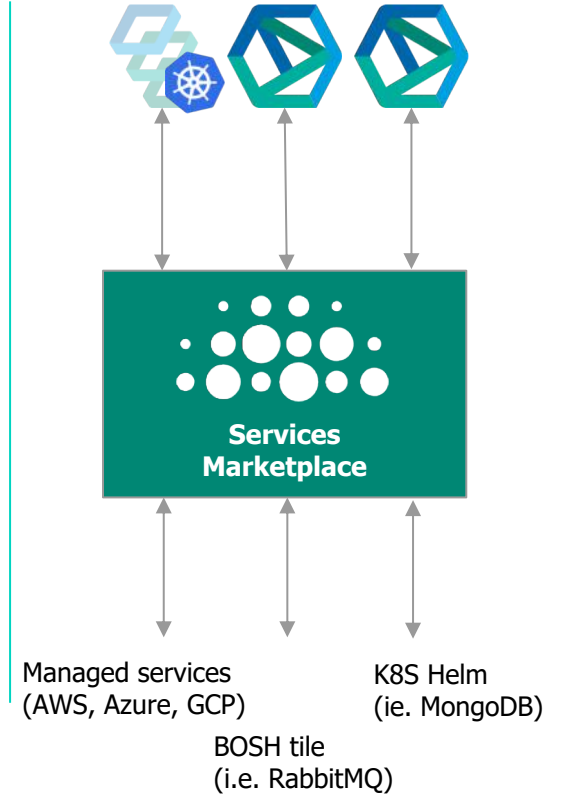 Services
Marketplace
Managed services
(AWS, Azure, GCP)
K8S Helm
(ie. MongoDB)
BOSH tile
(i.e. RabbitMQ)